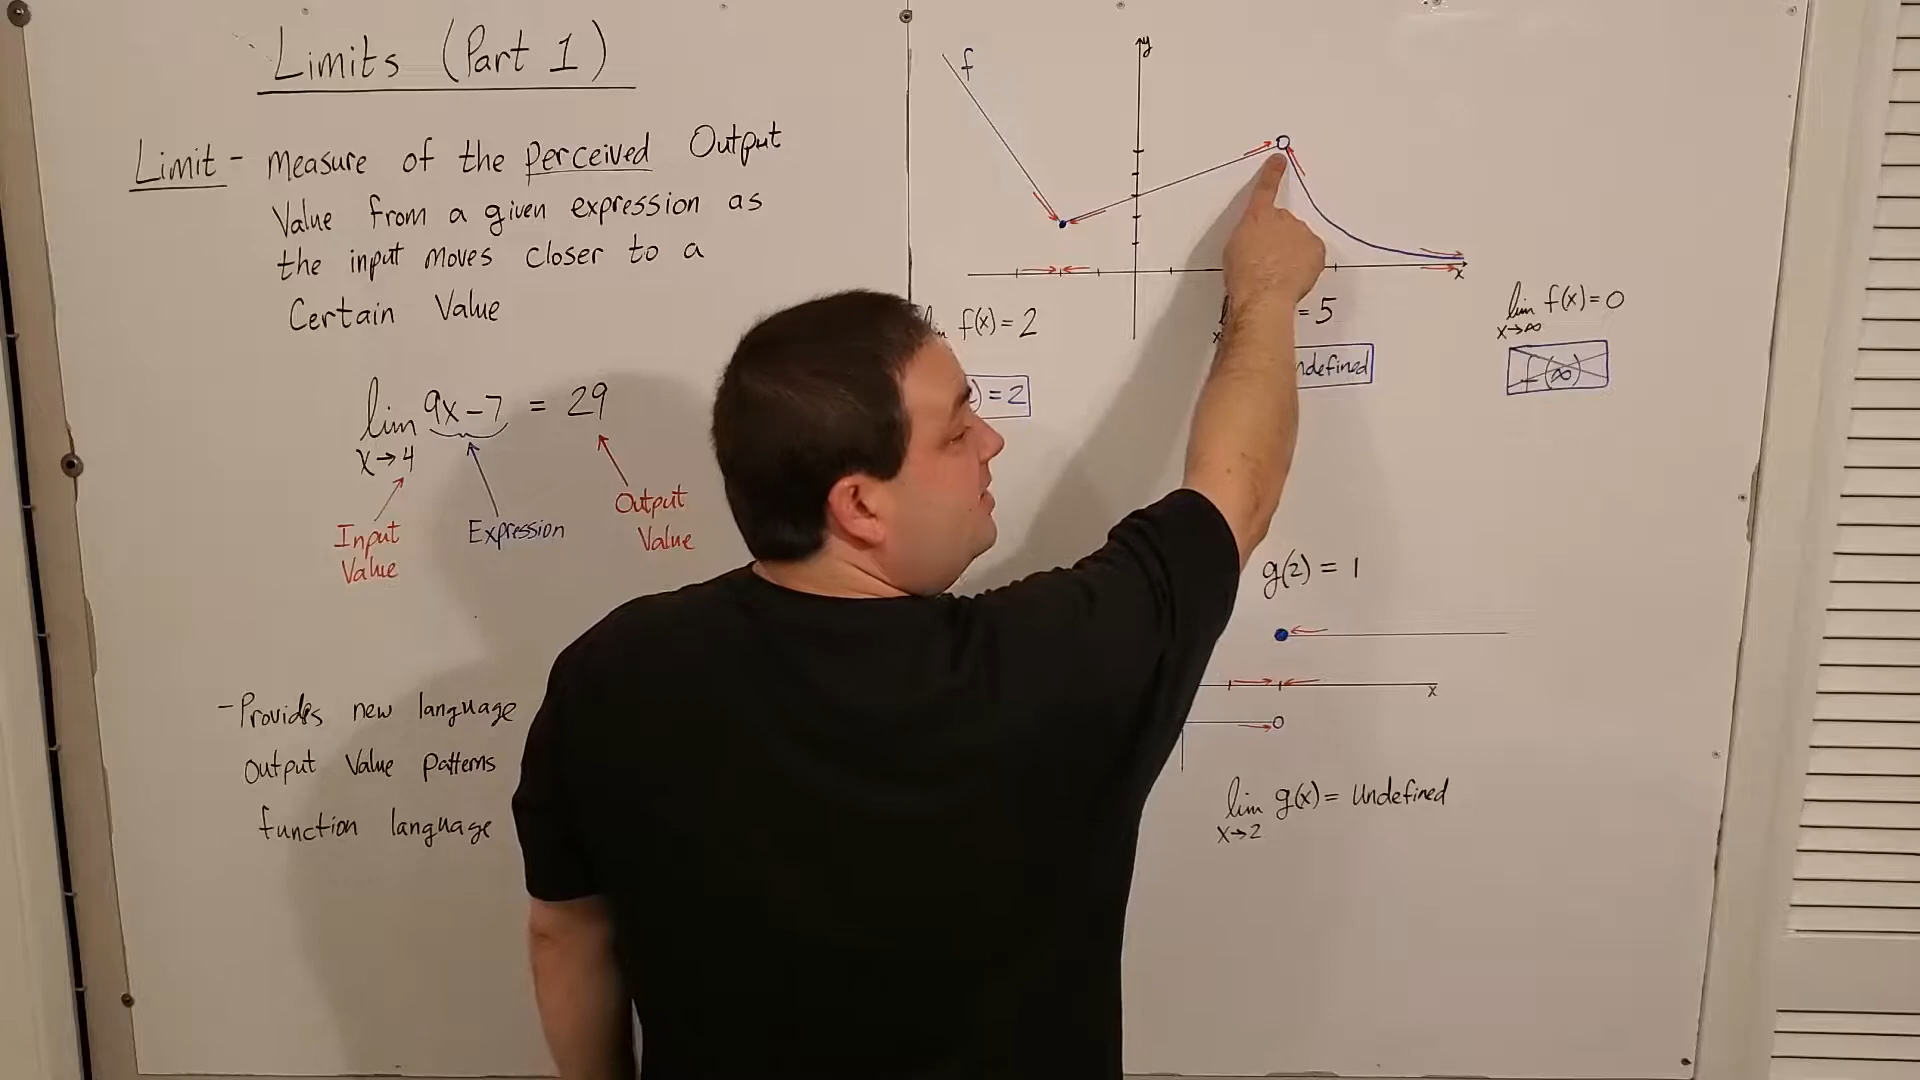 Limits (Part 1)
Limit - Measure of the Perceived Output
Value from a given expression as
the input moves closer to a
Certain Value
lim 9x-7 = 29
x→4
Input
Value
Expression
Output
Value
-Provides new language
Output Value patterns
function language
f
y
x
f(x) = 2
= 2
= 5
lim f(x) = 0
x→∞
f(∞)
g(2) = 1
x
lim g(x) = Undefined
x→2